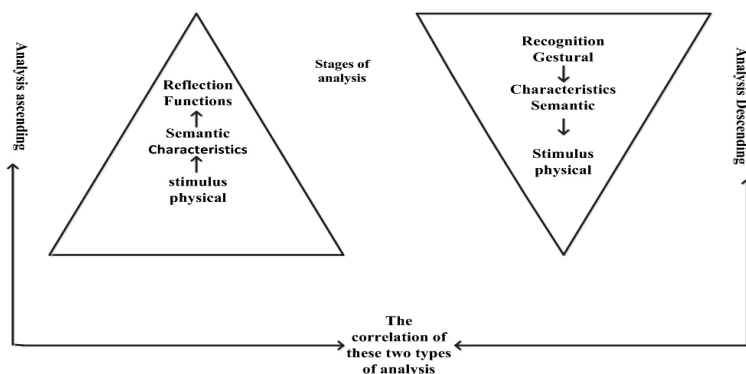 Analysis ascending
Reflection
Functions
Semantic
Characteristics
stimulus
physical
Stages of
analysis
Recognition
Gestural
Characteristics
Semantic
Stimulus
physical
Analysis Descending
The
correlation of
these two types
of analysis